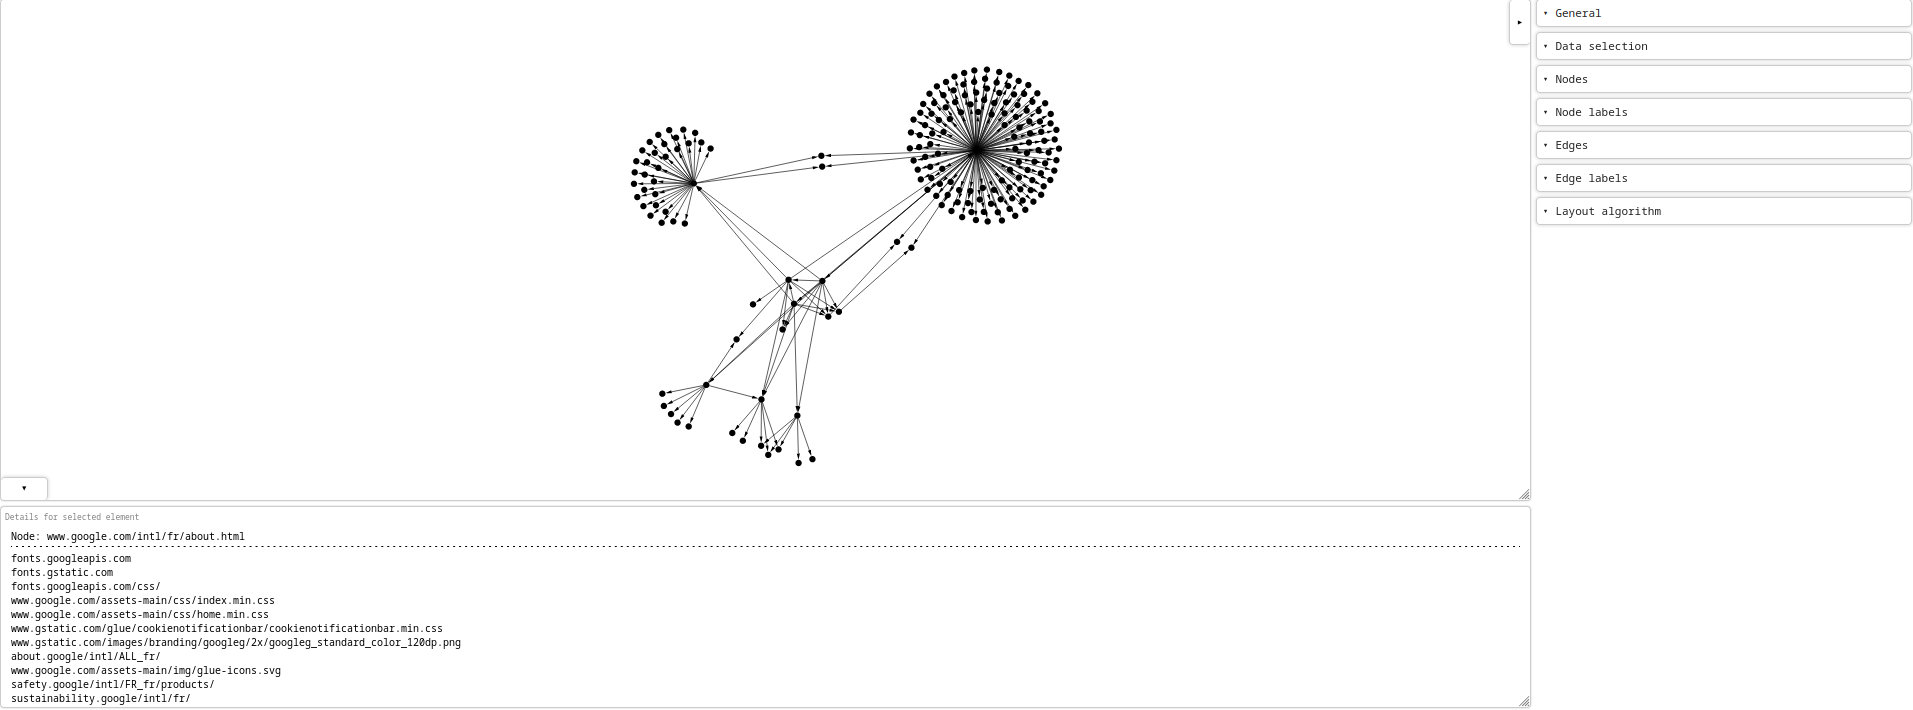 General
Data selection
Nodes
Node labels
Edges
Edge labels
Layout algorithm
Details for selected element
Node: www.google.com/intl/fr/about.html
fonts.googleapis.com
fonts.gstatic.com
fonts.googleapis.com/css/
www.google.com/assets-main/css/index.min.css
www.google.com/assets-main/css/home.min.css
www.gstatic.com/glue/cookienotificationbar/cookienotificationbar.min.css
www.gstatic.com/images/branding/googleg/2x/googleg_standard_color_120dp.png
about.google/intl/ALL_fr/
www.google.com/assets-main/img/glue-icons.svg
safety.google/intl/FR_fr/products/
sustainability.google/intl/fr/